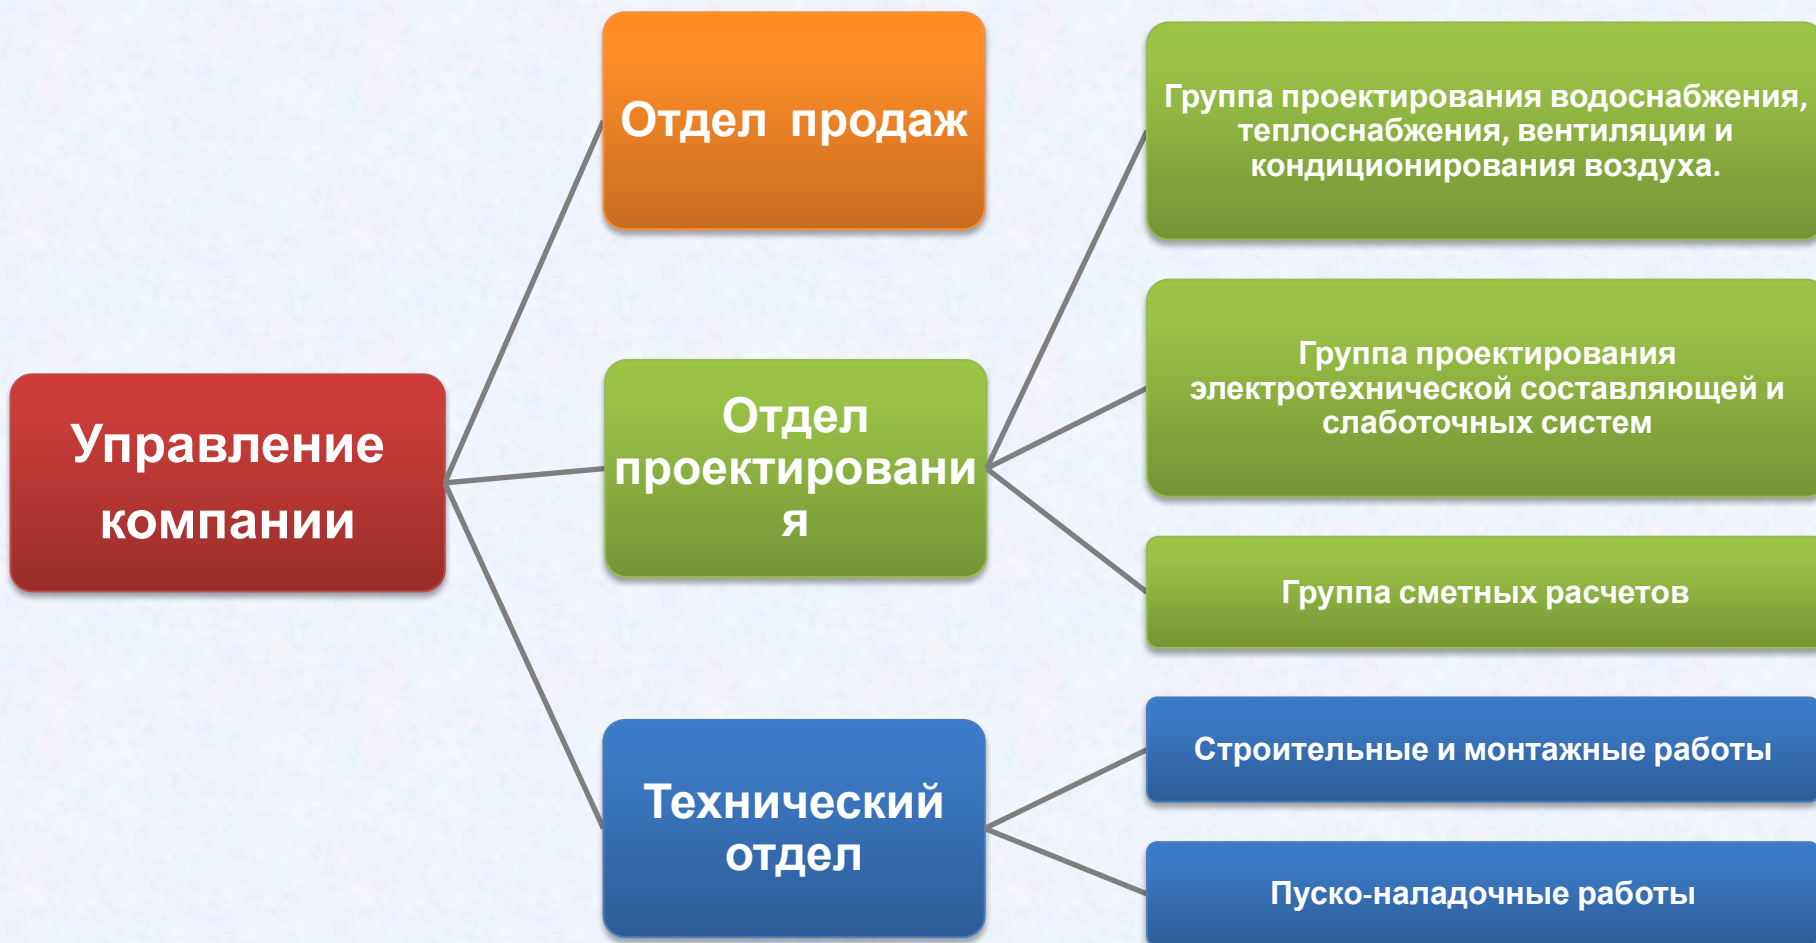 Управление
компании
Отдел продаж
Отдел
проектировани
я
Технический
отдел
Группа проектирования водоснабжения,
теплоснабжения, вентиляции и
кондиционирования воздуха.
Группа проектирования
электротехнической составляющей и
слаботочных систем
Группа сметных расчетов
Строительные и монтажные работы
Пуско-наладочные работы